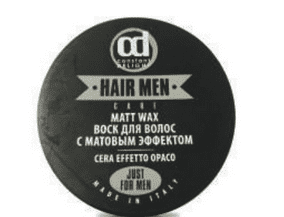 cd
constant
DELIGHT
• HAIR MEN •
CARE
MATT WAX
ВОСК ДЛЯ ВОЛОС
С МАТОВЫМ ЭФФЕКТОМ
CERA EFFETTO OPACO
JUST
FOR MEN
MADE IN ITALY